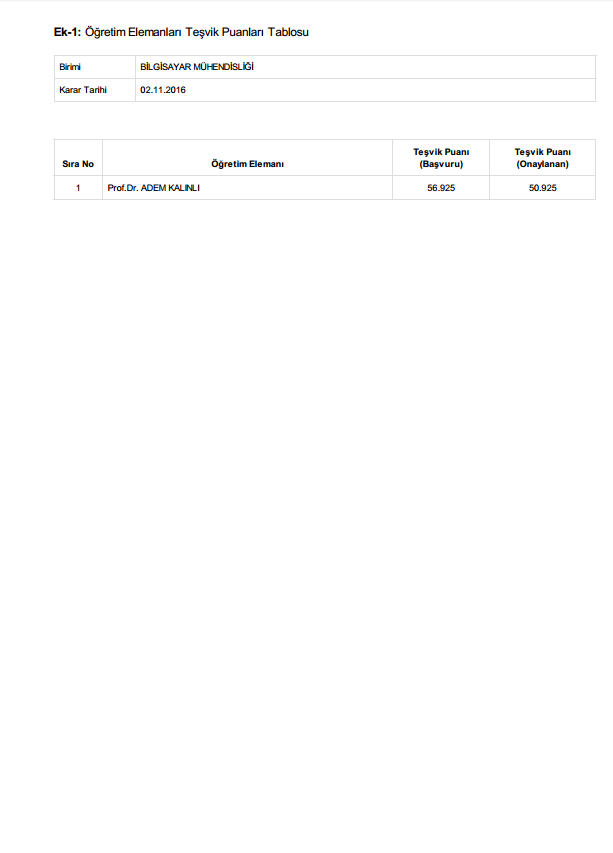 Ek-1: Öğretim Elemanları Teşvik Puanları Tablosu
Birimi BİLGİSAYAR MÜHENDİSLİĞİ
Karar Tarihi 02.11.2016
Sıra No Öğretim Elemanı Teşvik Puanı (Başvuru) Teşvik Puanı (Onaylanan)
1 Prof.Dr. ADEM KALINLI 56.925 50.925